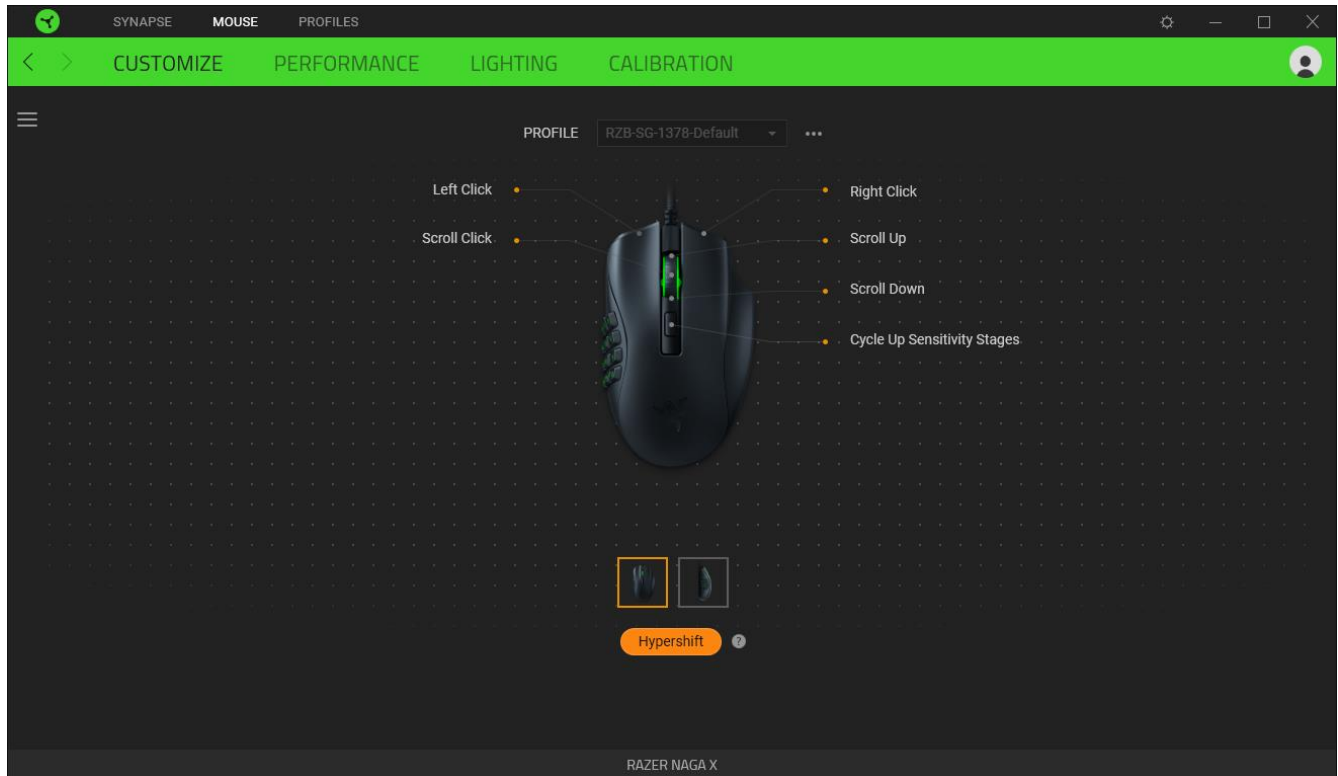 SYNAPSE MOUSE PROFILES
CUSTOMIZE PERFORMANCE LIGHTING CALIBRATION
PROFILE RZB-SG-1378-Default
Left Click
Right Click
Scroll Click
Scroll Up
Scroll Down
Cycle Up Sensitivity Stages
Hypershift ?
RAZER NAGA X